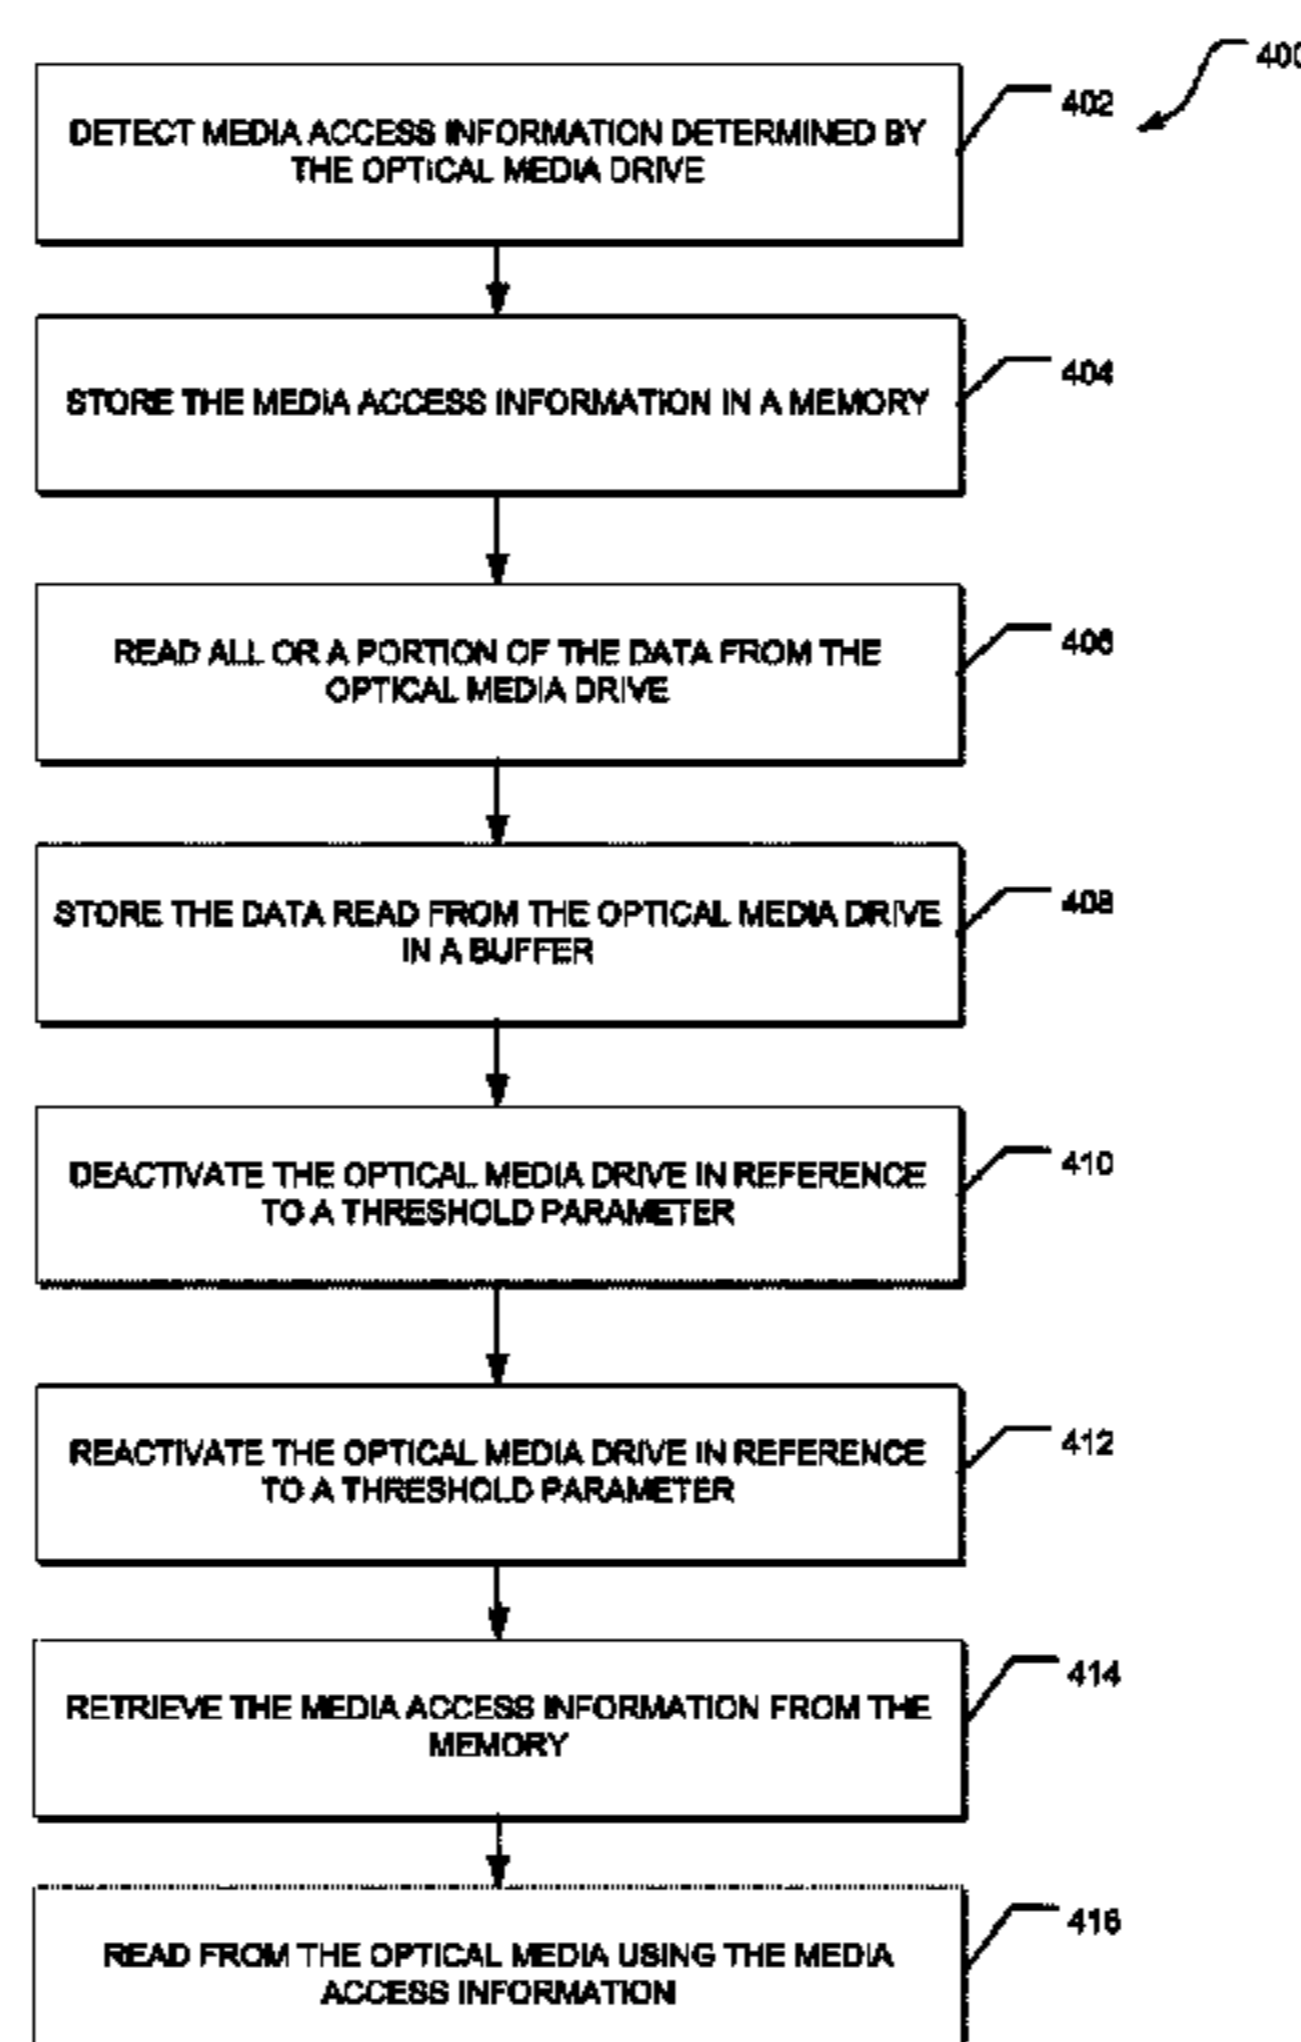 400
402
DETECT MEDIA ACCESS INFORMATION DETERMINED BY
THE OPTICAL MEDIA DRIVE
404
STORE THE MEDIA ACCESS INFORMATION IN A MEMORY
406
READ ALL OR A PORTION OF THE DATA FROM THE
OPTICAL MEDIA DRIVE
408
STORE THE DATA READ FROM THE OPTICAL MEDIA DRIVE
IN A BUFFER
410
DEACTIVATE THE OPTICAL MEDIA DRIVE IN REFERENCE
TO A THRESHOLD PARAMETER
412
REACTIVATE THE OPTICAL MEDIA DRIVE IN REFERENCE
TO A THRESHOLD PARAMETER
414
RETRIEVE THE MEDIA ACCESS INFORMATION FROM THE
MEMORY
416
READ FROM THE OPTICAL MEDIA USING THE MEDIA
ACCESS INFORMATION